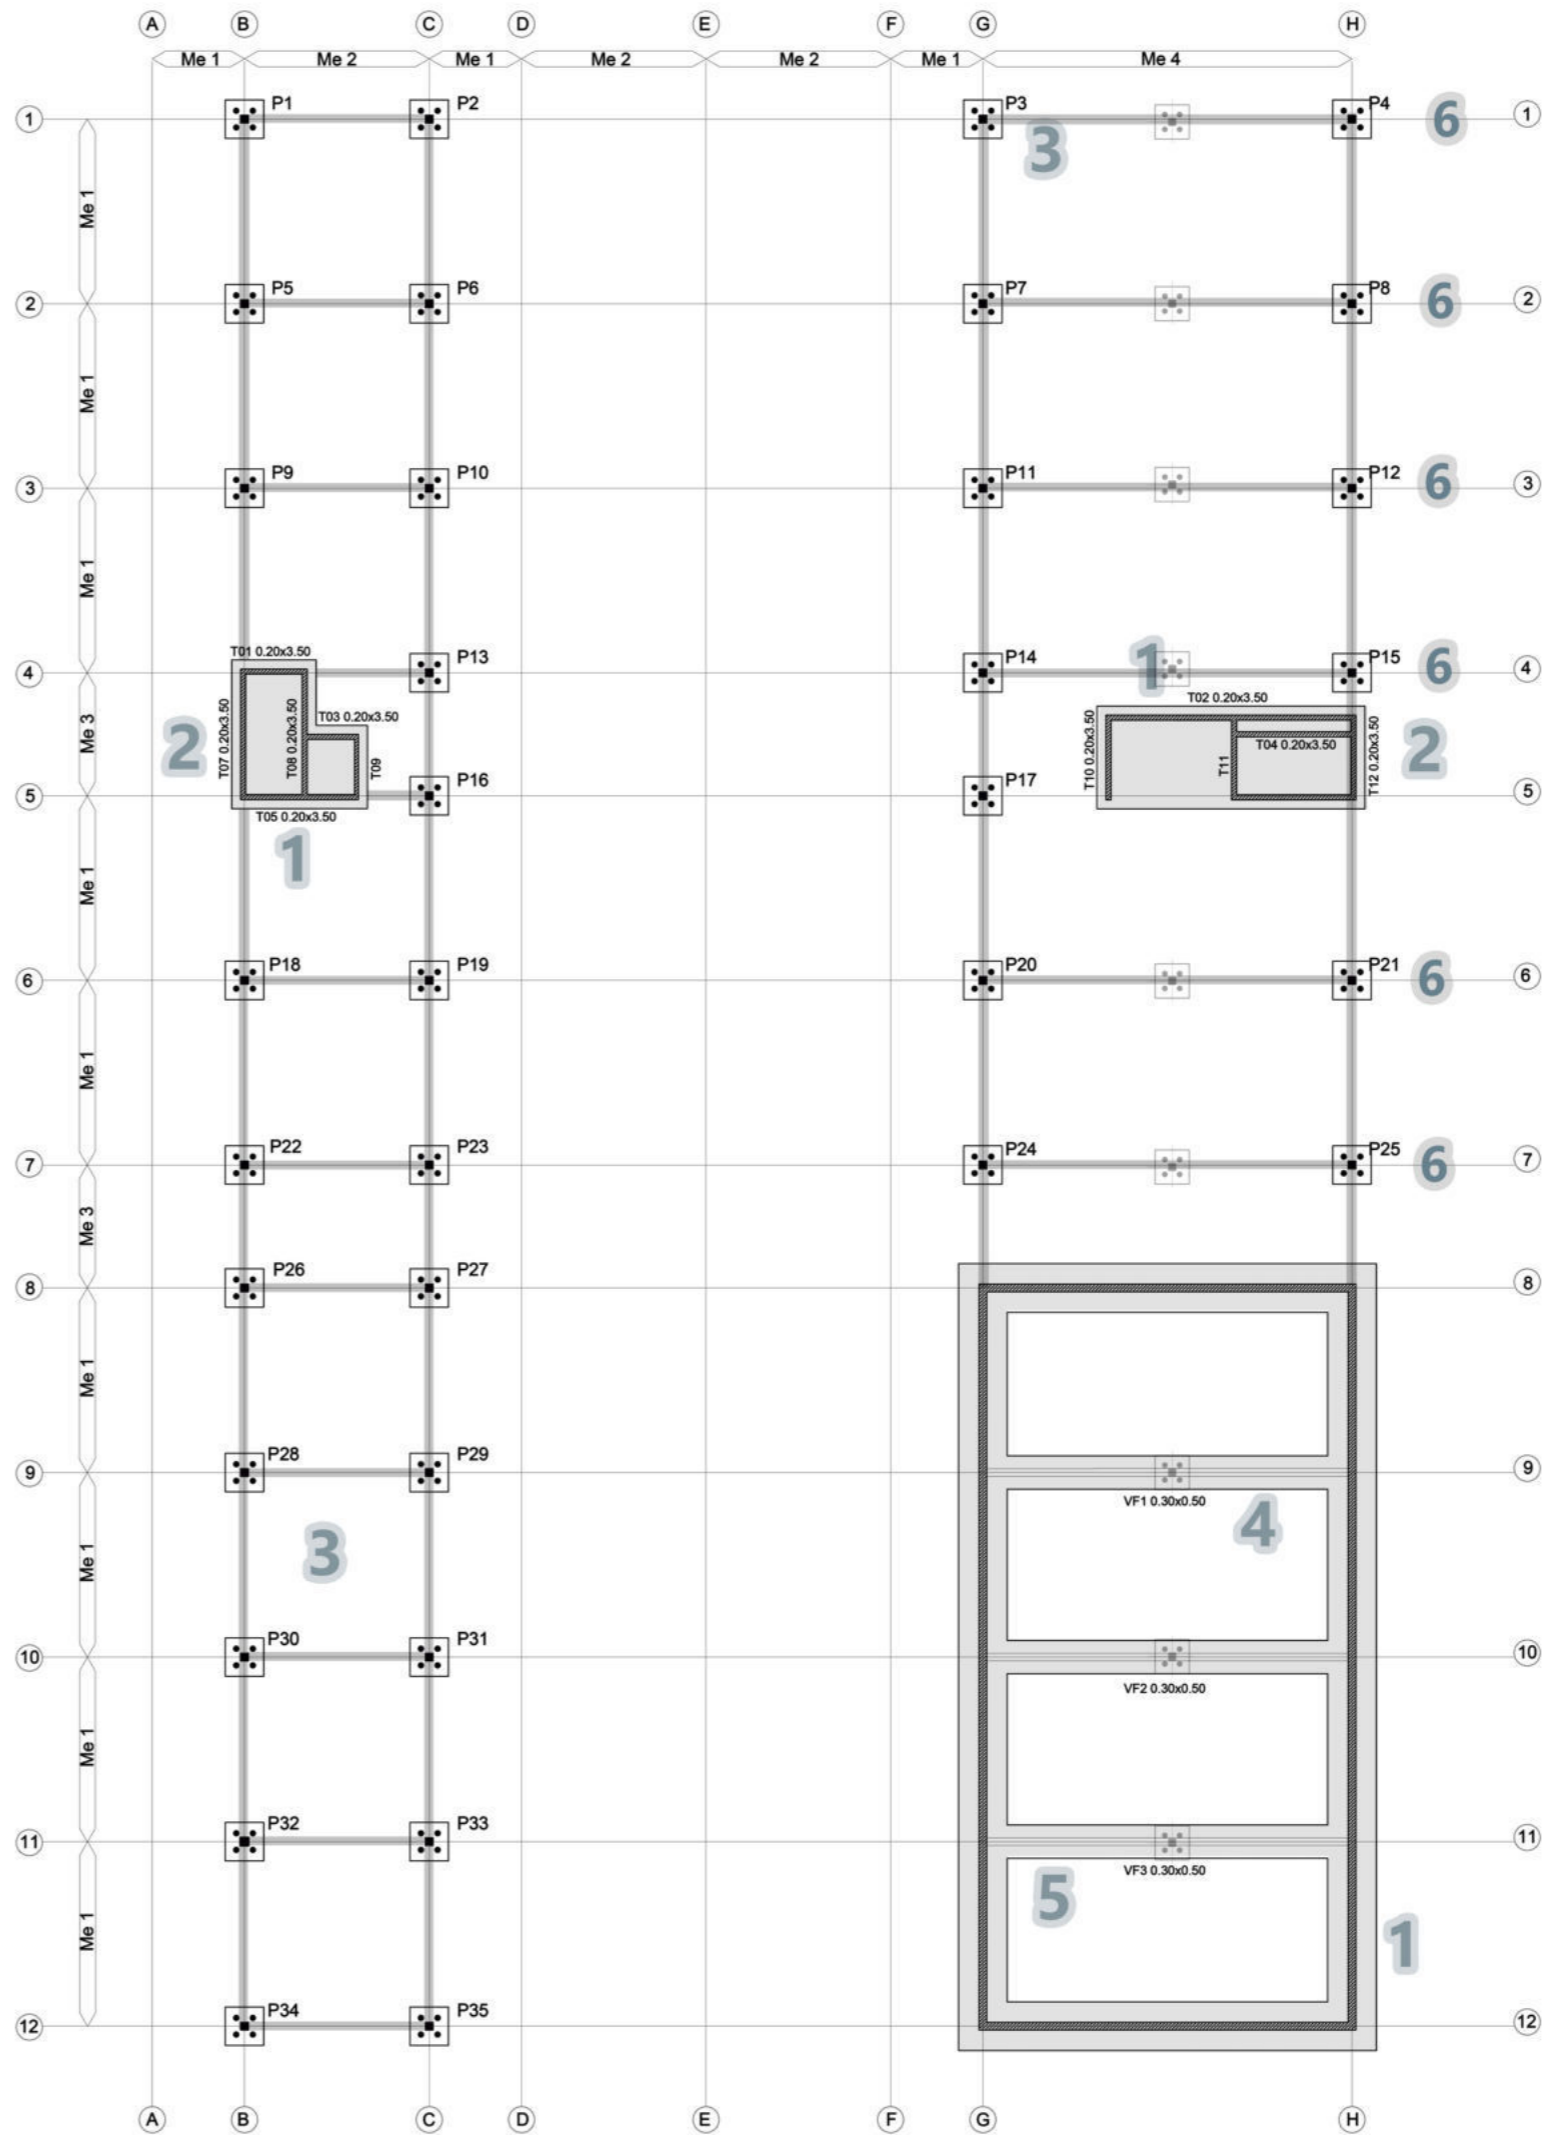 A B C D E F G H
Me 1 Me 2 Me 1 Me 2 Me 2 Me 1 Me 4
1 P1 P2 P3 P4 6 1
3
Me 1
2 P5 P6 P7 P8 6 2
Me 1
3 P9 P10 P11 P12 6 3
Me 1
T01 0.20x3.50
4 P13 P14 1 P15 6 4
T02 0.20x3.50
T03 0.20x3.50
Me 3
2 T07 0.20x3.50 T08 0.20x3.50 T09 T10 0.20x3.50 T11 T04 0.20x3.50 T12 0.20x3.50 2
5 P16 P17 5
T05 0.20x3.50
1
Me 1
6 P18 P19 P20 P21 6 6
Me 1
7 P22 P23 P24 P25 6 7
Me 3
8 P26 P27 8
Me 1
9 P28 P29 9
VF1 0.30x0.50
4
3
Me 1
10 P30 P31 10
VF2 0.30x0.50
Me 1
11 P32 P33 11
VF3 0.30x0.50
5
Me 1
1
12 P34 P35 12
A B C D E F G H